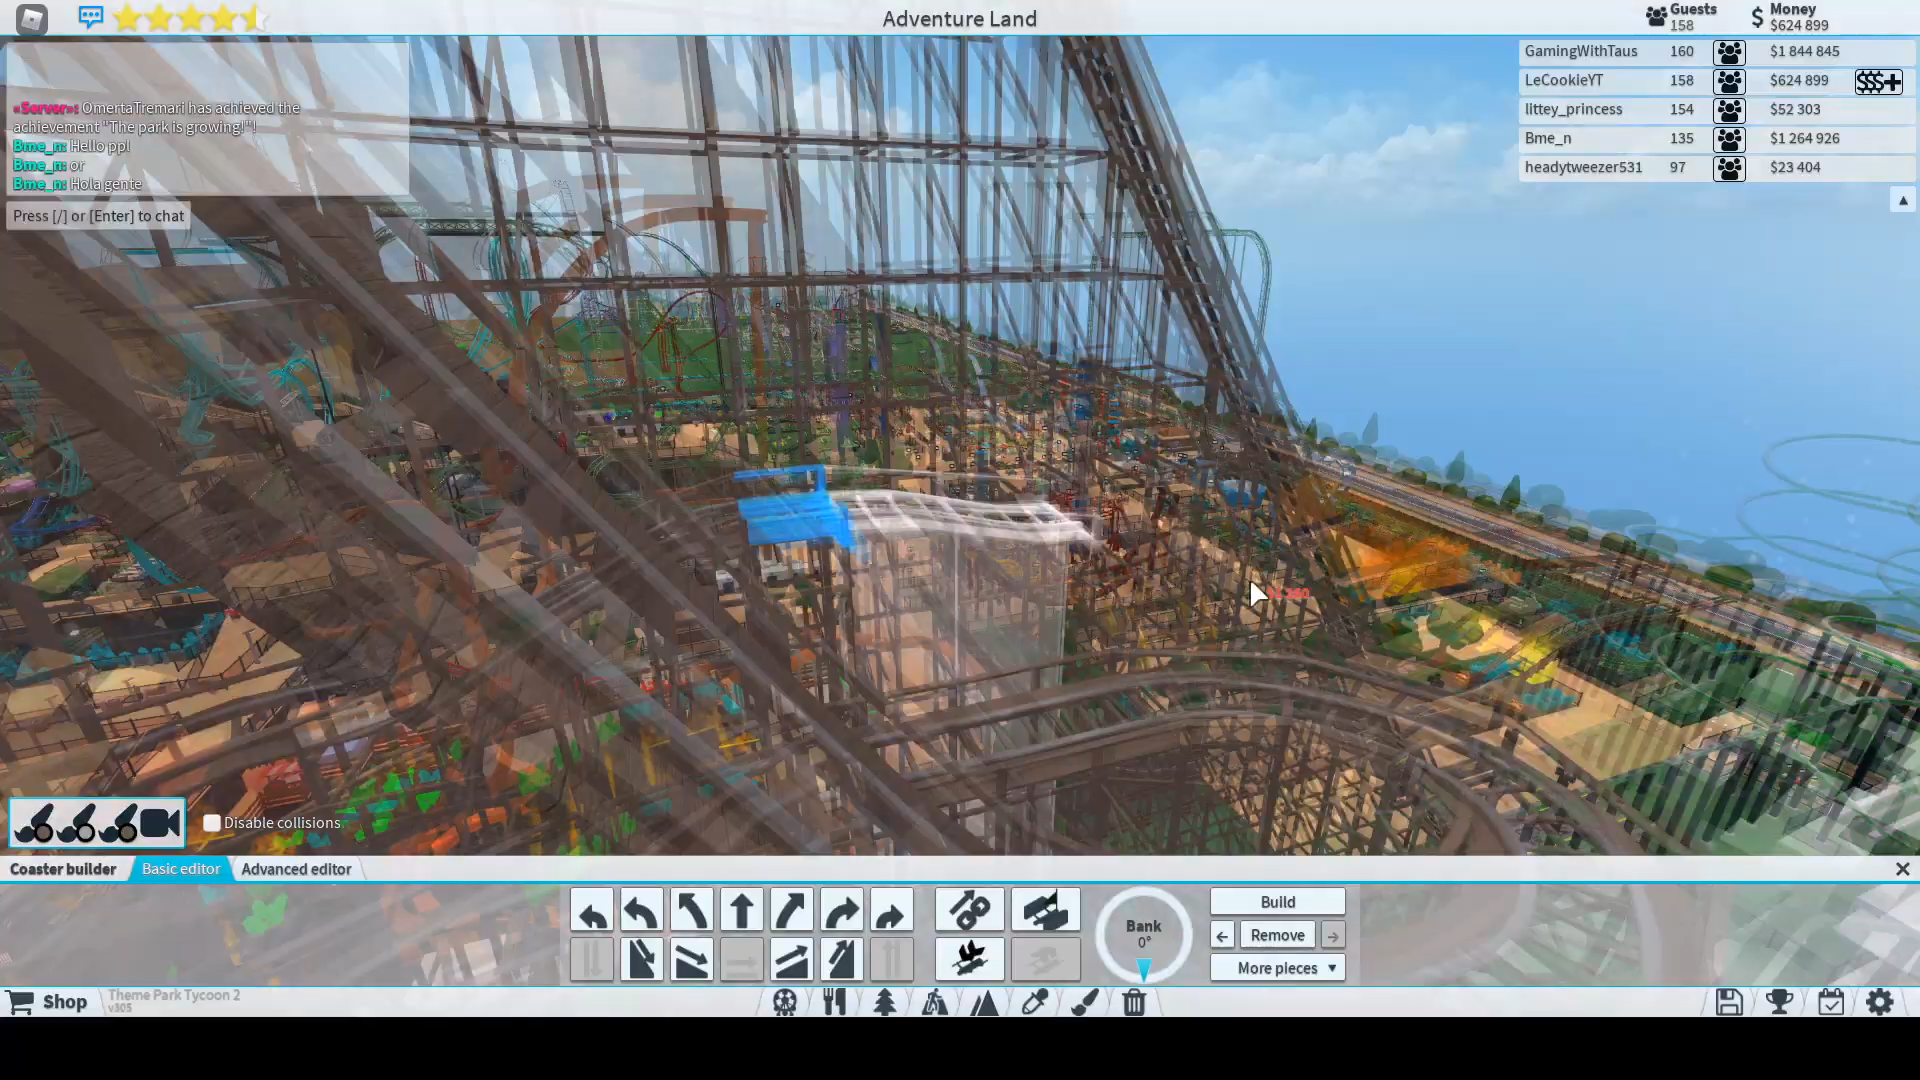 Adventure Land
Guests
158
$ Money
$624 899
GamingWithTaus 160 $1 844 845
LeCookieYT 158 $624 899 $$$+
littey_princess 154 $52 303
Bme_n 135 $1 264 926
headytweezer531 97 $23 404
«Server»: OmertaTremari has achieved the
achievement "The park is growing!"!
Bme_n: Hello ppl
Bme_n: or
Bme_n: Hola gente
Press [/] or [Enter] to chat
Disable collisions
Coaster builder Basic editor Advanced editor
Bank
0°
Build
Remove
More pieces
Shop
Theme Park Tycoon 2
v305